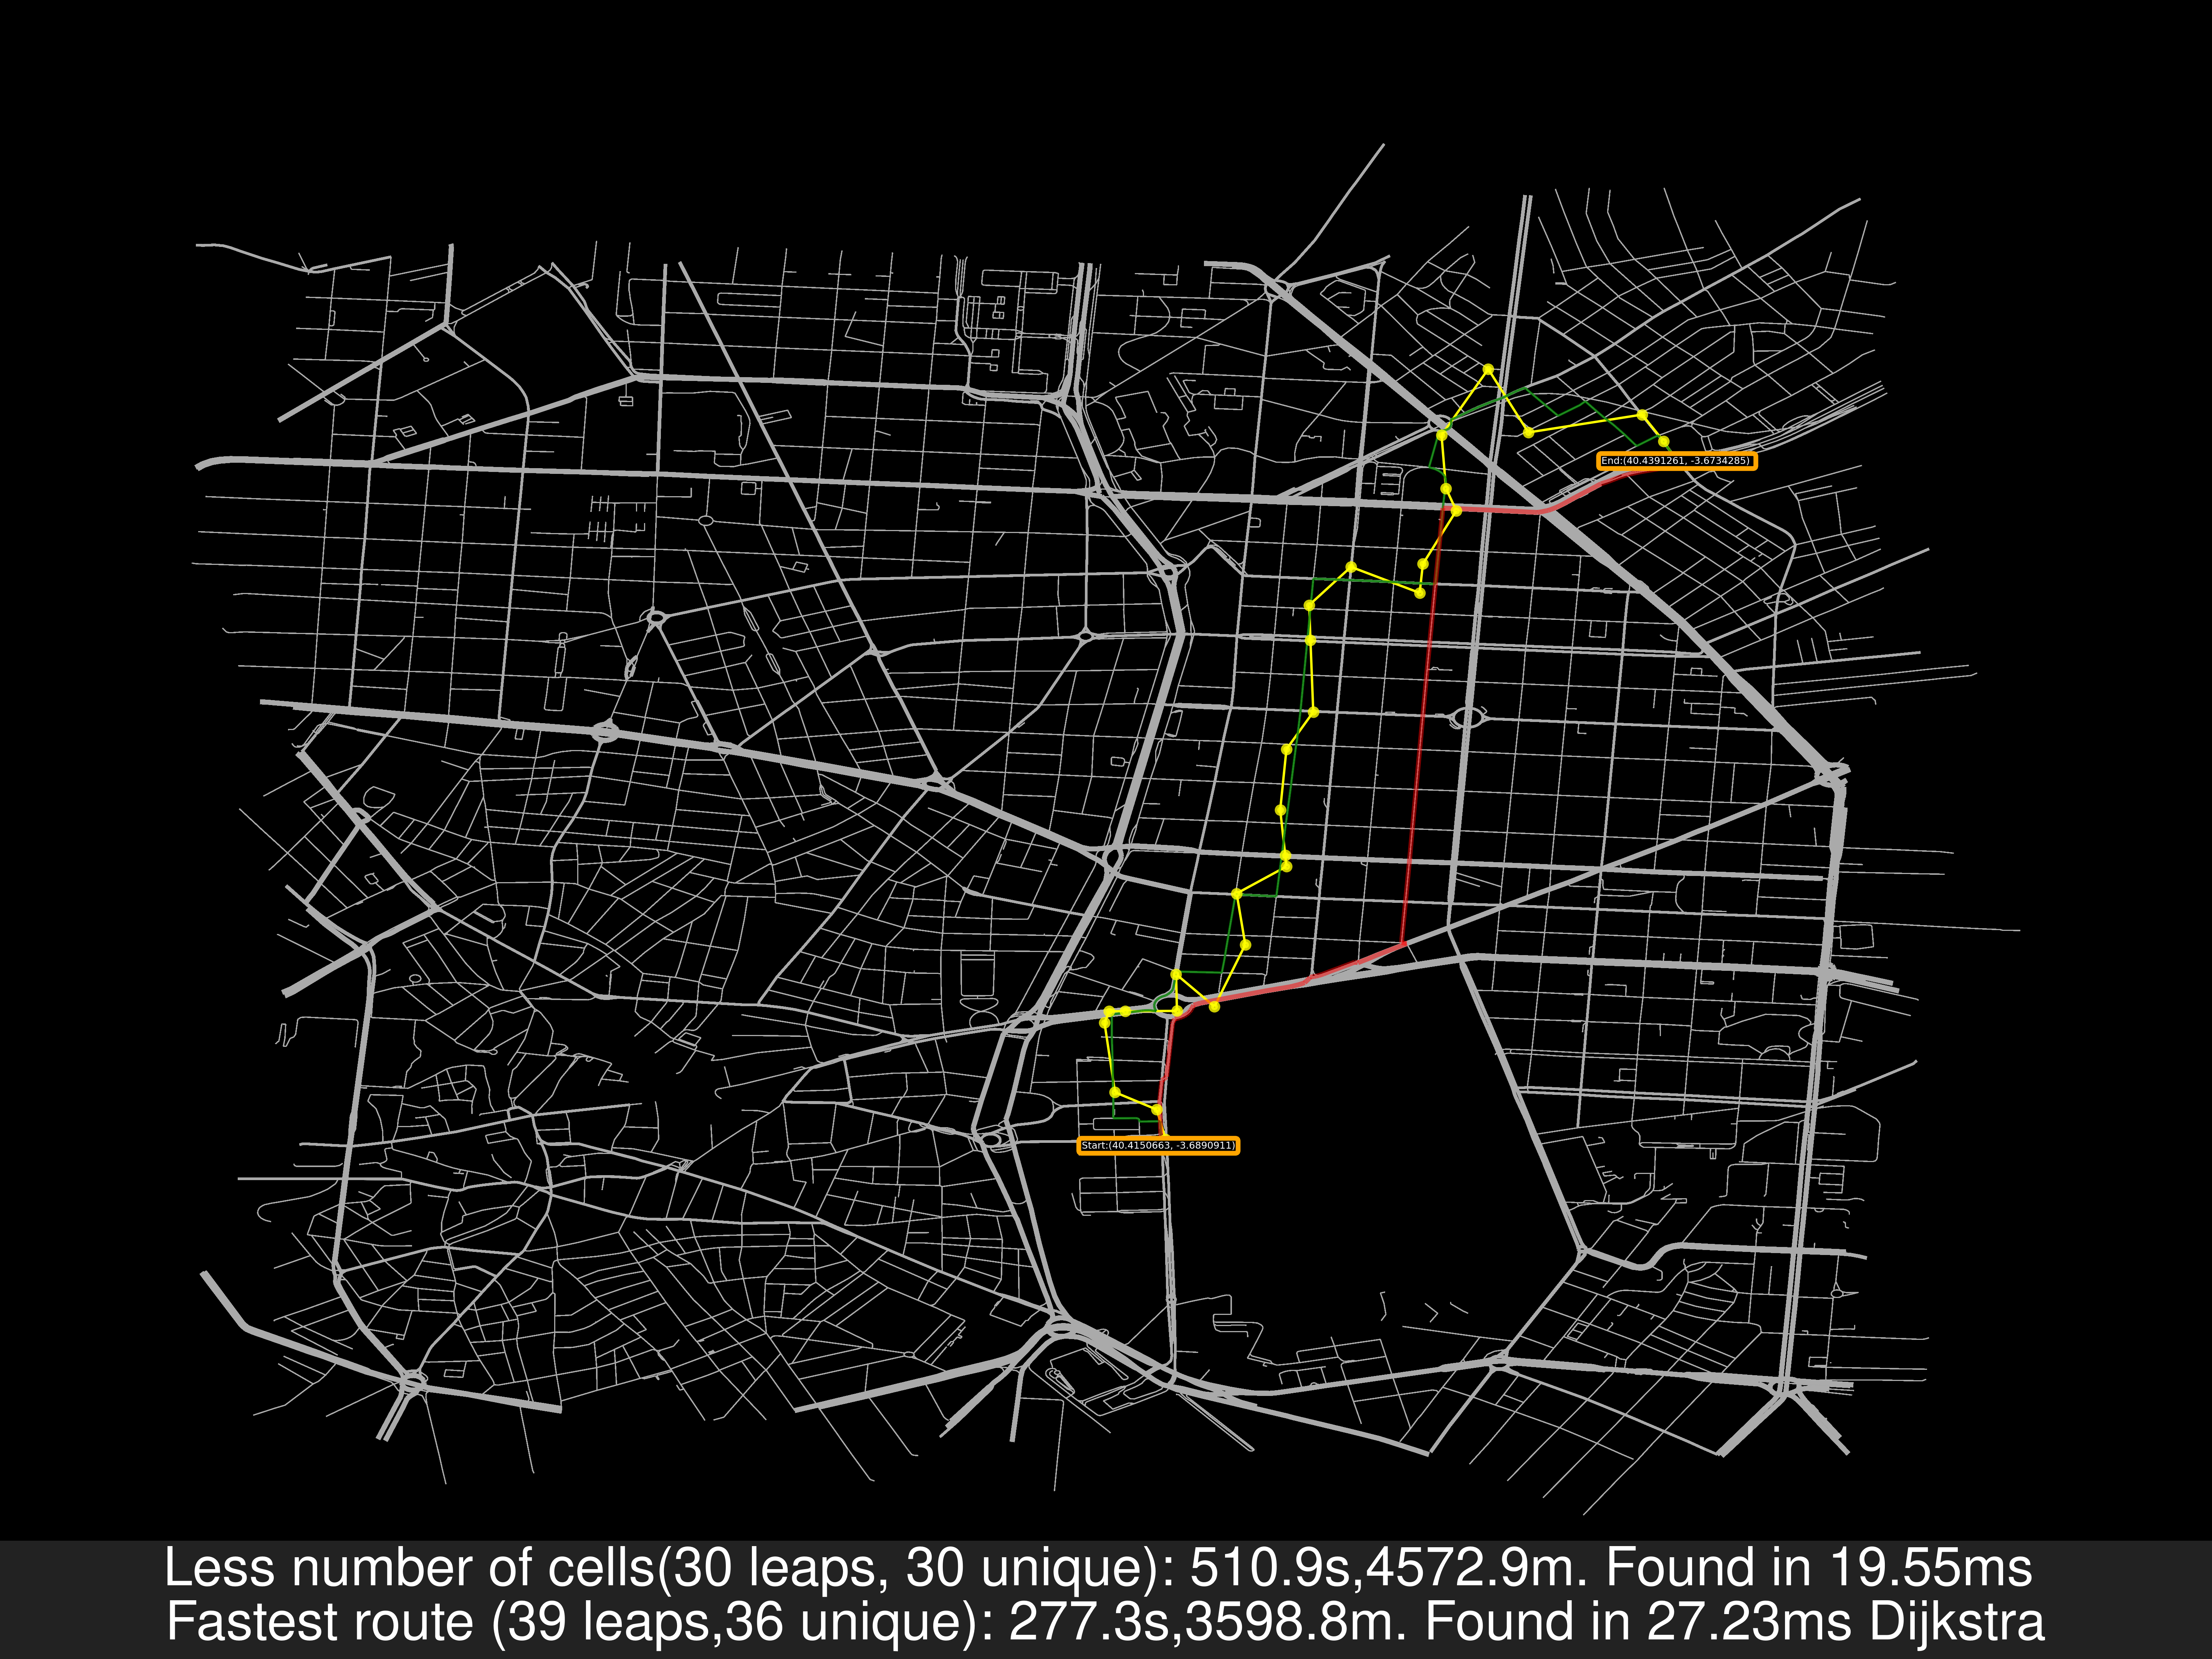 End:(40.4391261, -3.6734285)
Start:(40.4150663, -3.6890911)
Less number of cells(30 leaps, 30 unique): 510.9s,4572.9m. Found in 19.55ms
Fastest route (39 leaps,36 unique): 277.3s,3598.8m. Found in 27.23ms Dijkstra